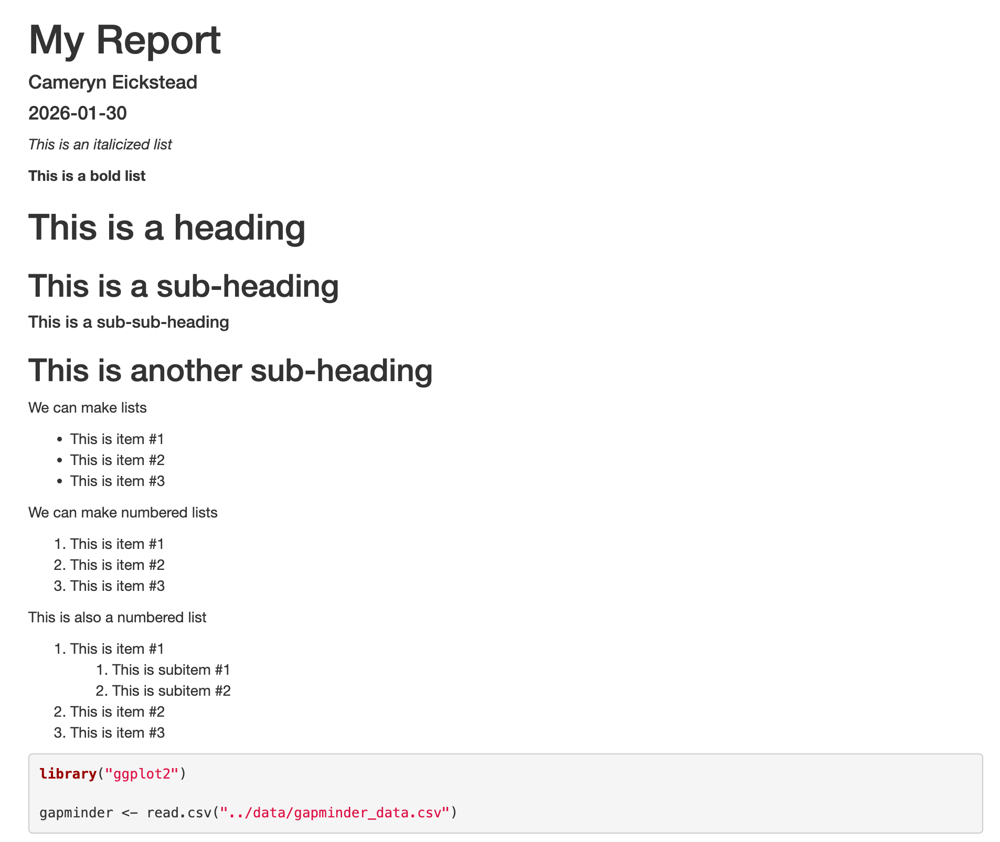 My Report
Cameryn Eickstead
2026-01-30
This is an italicized list
This is a bold list
This is a heading
This is a sub-heading
This is a sub-sub-heading
This is another sub-heading
We can make lists
• This is item #1
• This is item #2
• This is item #3
We can make numbered lists
1. This is item #1
2. This is item #2
3. This is item #3
This is also a numbered list
1. This is item #1
1. This is subitem #1
2. This is subitem #2
2. This is item #2
3. This is item #3
library("ggplot2")
gapminder <- read.csv("../data/gapminder_data.csv")